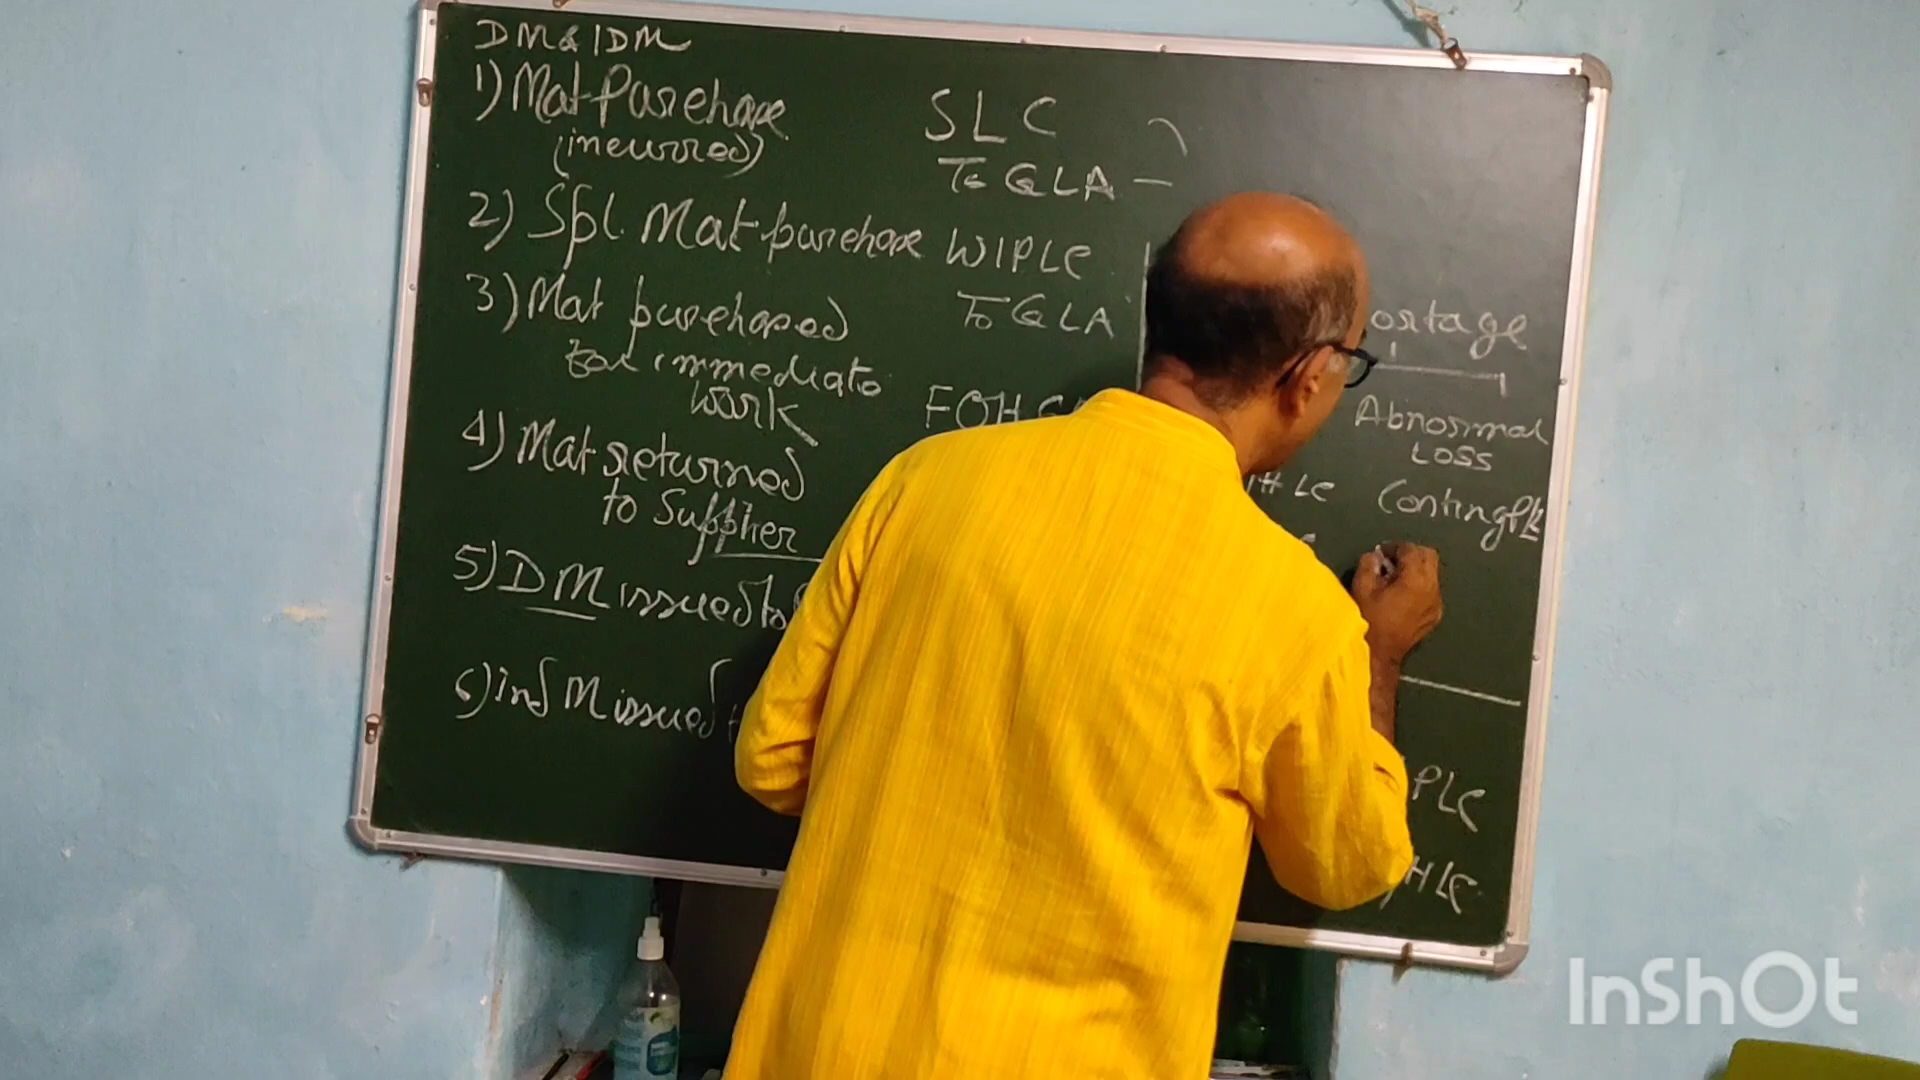 DM & IDM
1) Mat Purchase
(incurred)
2) Spl. Mat purchase
3) Mat purchased
for immediate
work
4) Mat returned
to Supplier
5) DM issued to
6) ind M issued
SLC
To GLA
WIPLC
To GLA
FOH
ortage
Abnormal
Loss
HLC
Conting P/L
PLC
HLC
InShOt